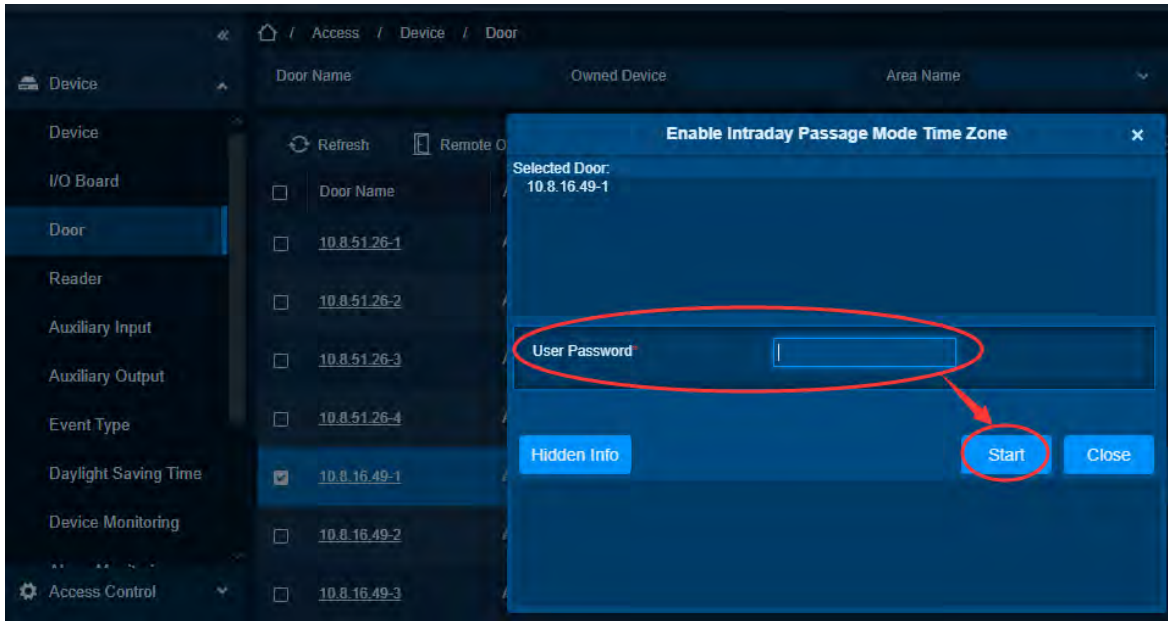 Access / Device / Door
Device
Door Name Owned Device Area Name
Device
I/O Board
Door
Reader
Auxiliary Input
Auxiliary Output
Event Type
Daylight Saving Time
Device Monitoring
Access Control
Refresh Remote O
Door Name
10.8.51.26-1
10.8.51.26-2
10.8.51.26-3
10.8.51.26-4
10.8.16.49-1
10.8.16.49-2
10.8.16.49-3
Enable Intraday Passage Mode Time Zone ×
Selected Door:
10.8.16.49-1
User Password*
Hidden Info Start Close